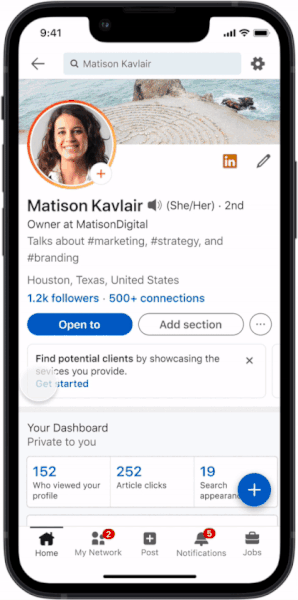 9:41
Matison Kavlair
in
Matison Kavlair (She/Her) · 2nd
Owner at MatisonDigital
Talks about #marketing, #strategy, and
#branding
Houston, Texas, United States
1.2k followers · 500+ connections
Open to
Add section
Find potential clients by showcasing the
sevices you provide.
Get started
Your Dashboard
Private to you
152
252
19
Who viewed your
profile
Article clicks
Search
appearan
2
5
Home
My Network
Post
Notifications
Jobs